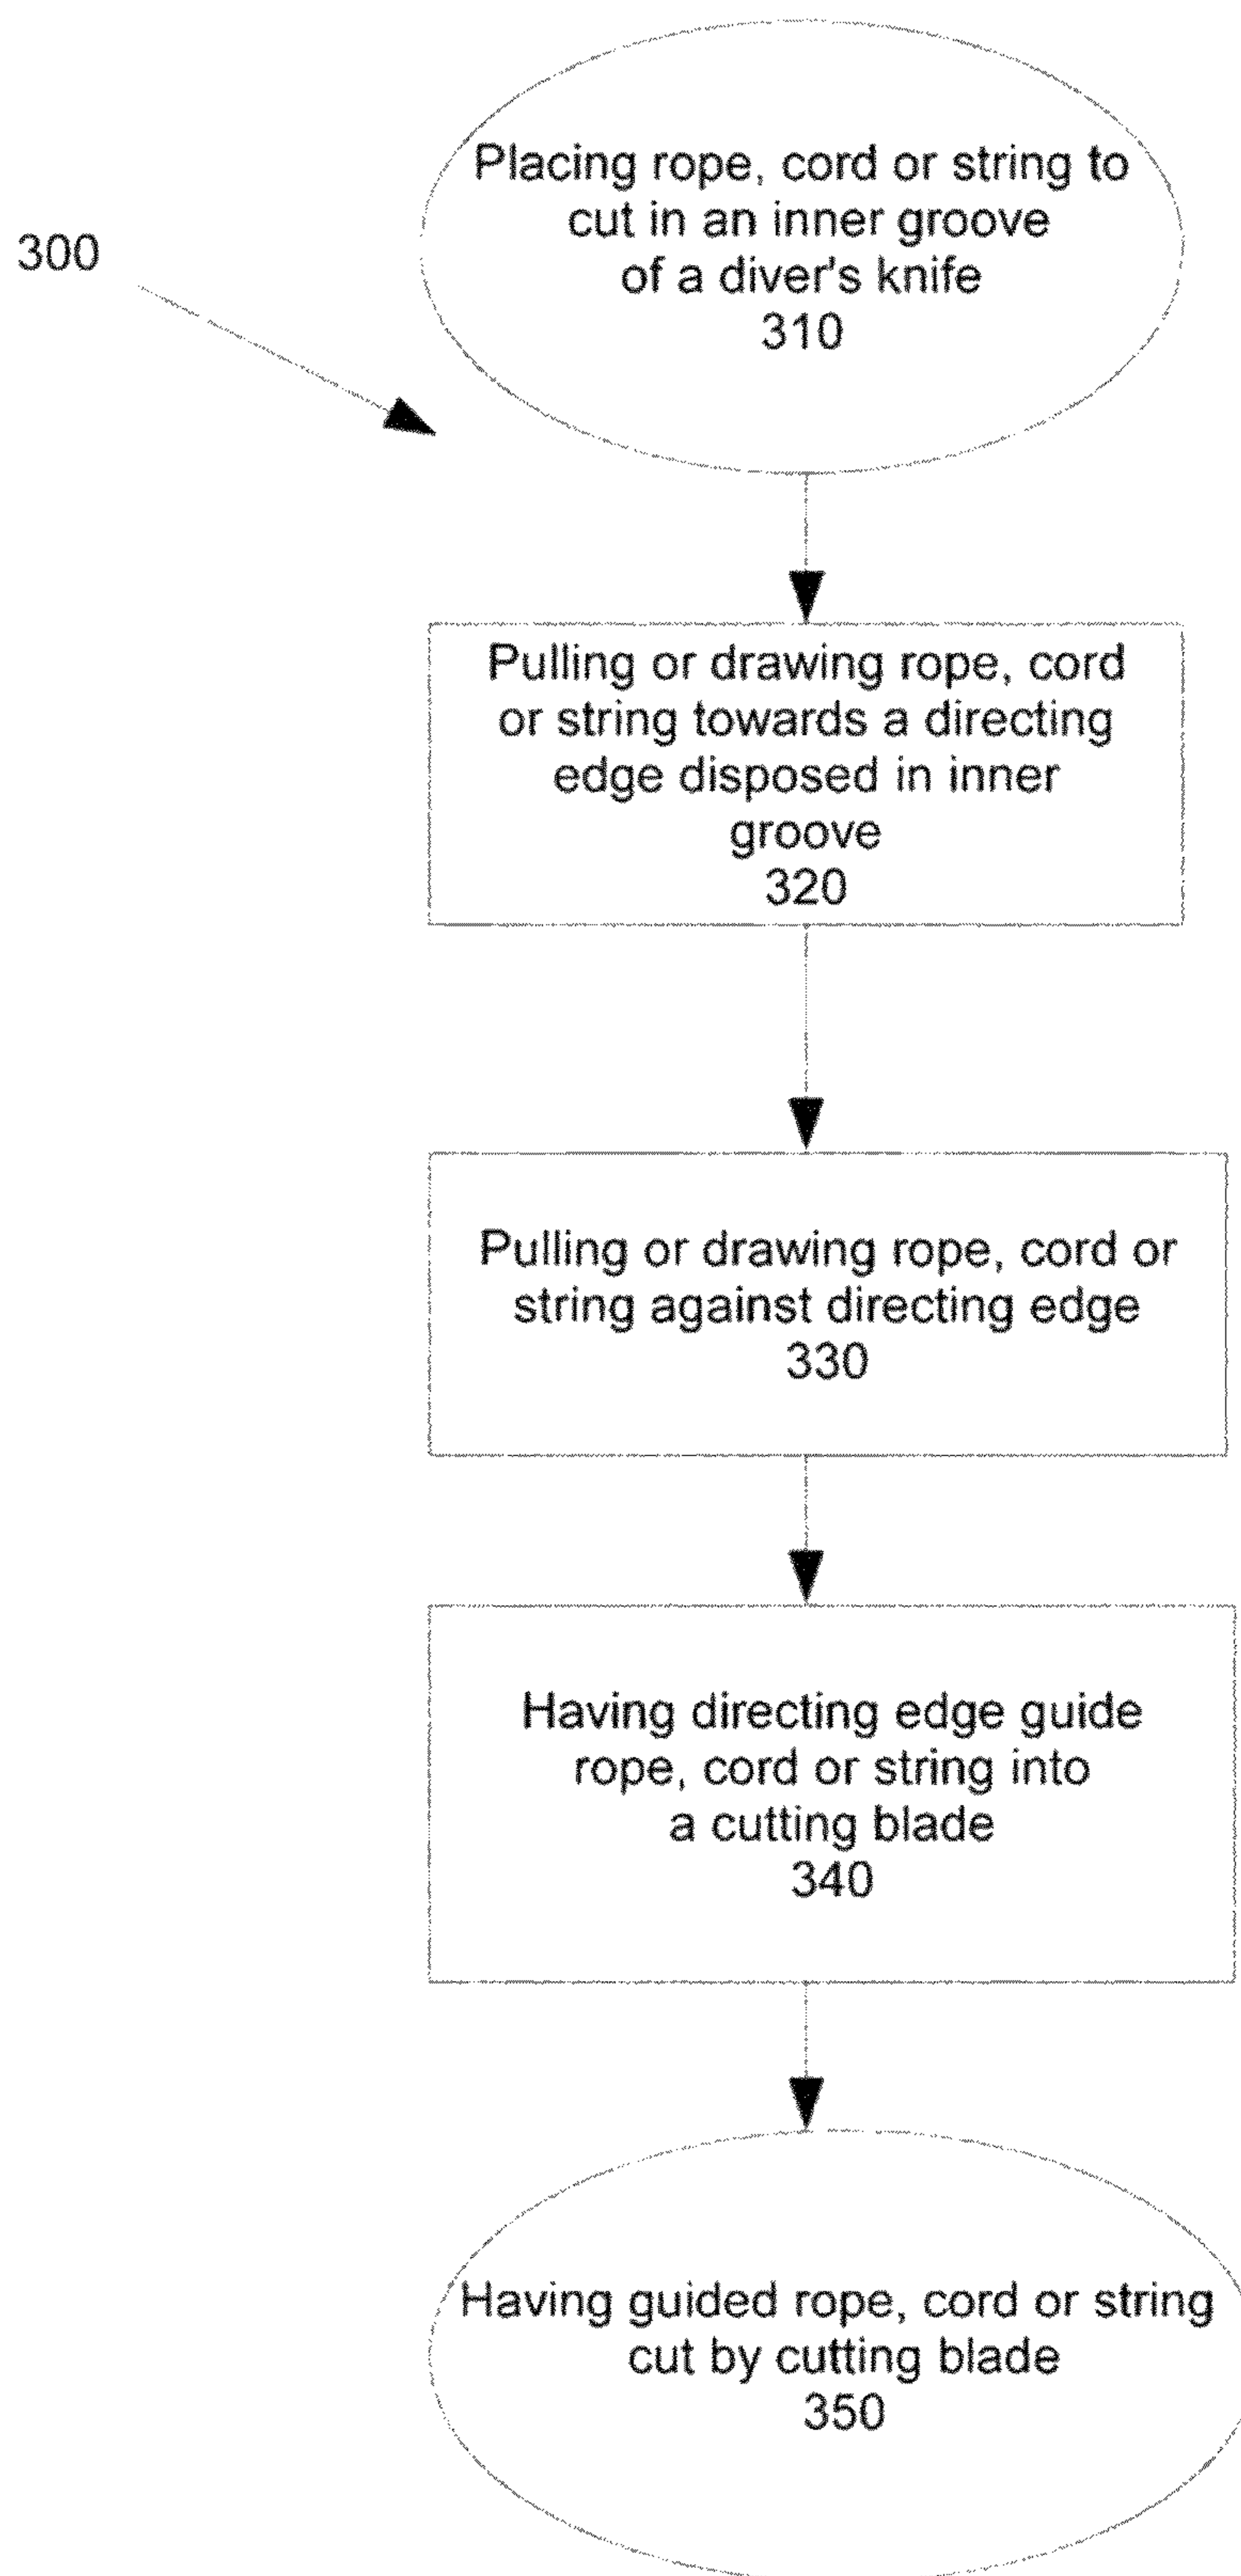 Placing rope, cord or string to
cut in an inner groove
of a diver's knife
310
300
Pulling or drawing rope, cord
or string towards a directing
edge disposed in inner
groove
320
Pulling or drawing rope, cord or
string against directing edge
330
Having directing edge guide
rope, cord or string into
a cutting blade
340
Having guided rope, cord or string
cut by cutting blade
350